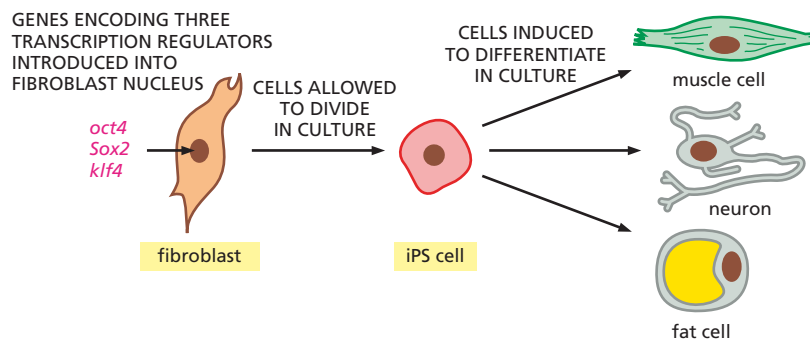 GENES ENCODING THREE
TRANSCRIPTION REGULATORS
INTRODUCED INTO
FIBROBLAST NUCLEUS
oct4
Sox2
klf4
CELLS ALLOWED
TO DIVIDE
IN CULTURE
CELLS INDUCED
TO DIFFERENTIATE
IN CULTURE
fibroblast
iPS cell
muscle cell
neuron
fat cell